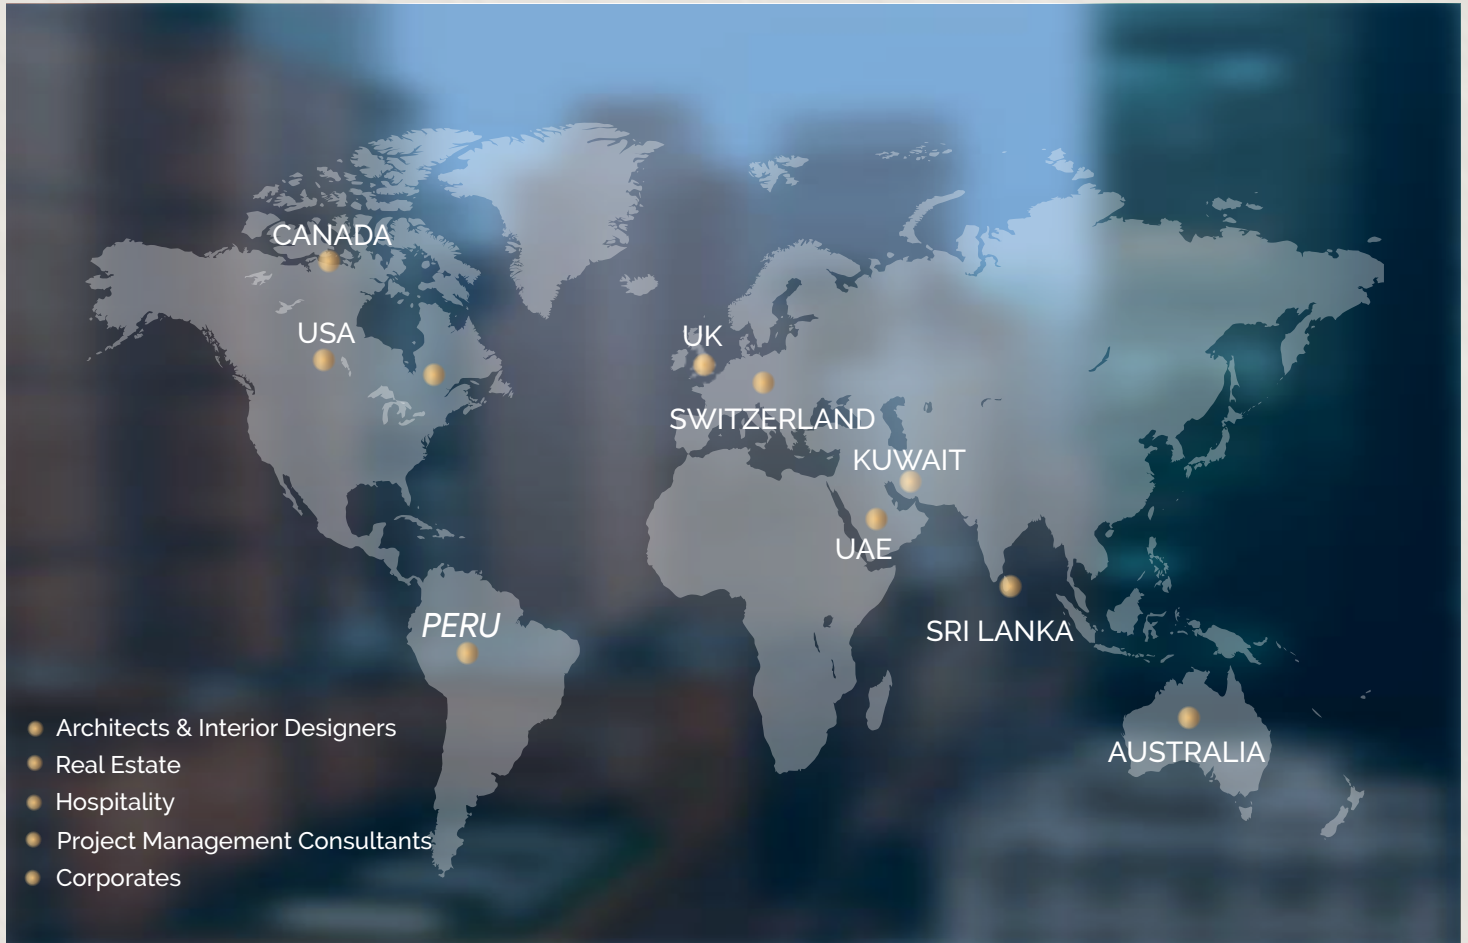 CANADA
USA
UK
SWITZERLAND
KUWAIT
UAE
PERU
SRI LANKA
AUSTRALIA
Architects & Interior Designers
Real Estate
Hospitality
Project Management Consultants
Corporates